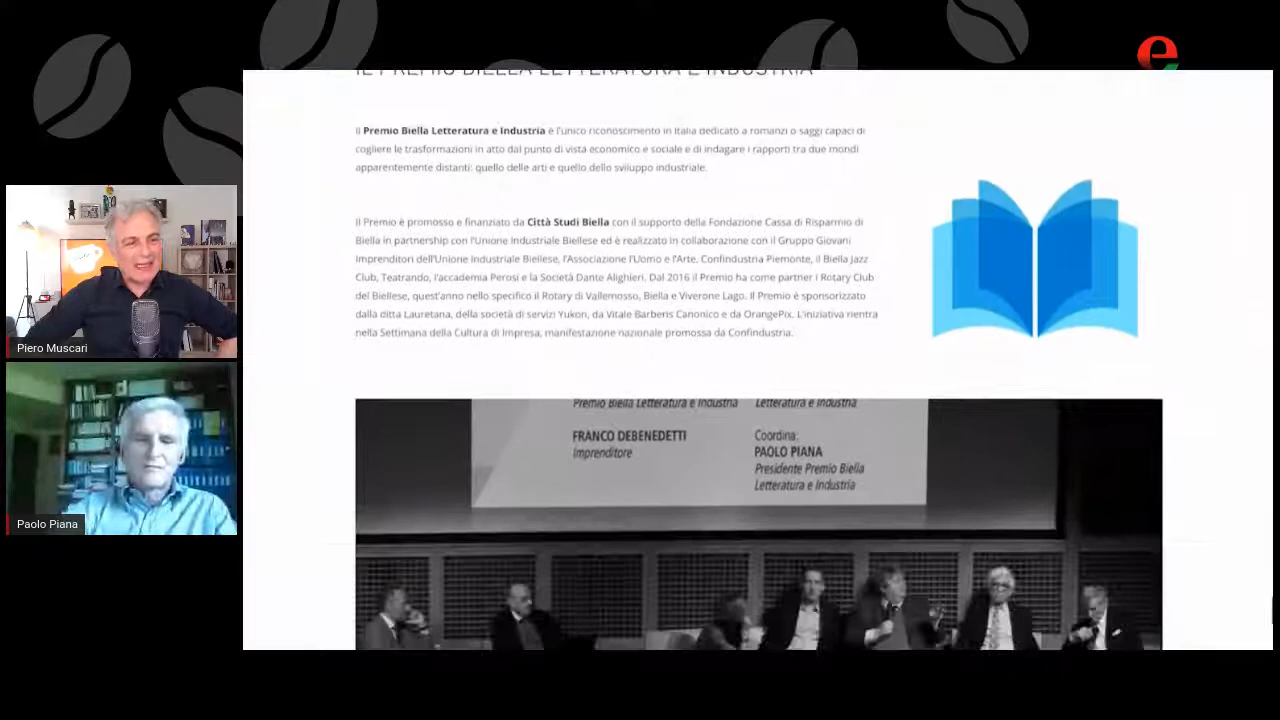 IL PREMIO BIELLA LETTERATURA E INDUSTRIA
Il Premio Biella Letteratura e Industria è l'unico riconoscimento in Italia dedicato a romanzi o saggi capaci di
cogliere le trasformazioni in atto dal punto di vista economico e sociale e di indagare i rapporti tra due mondi
apparentemente distanti: quello delle arti e quello dello sviluppo industriale.
Il Premio è promosso e finanziato da Città Studi Biella con il supporto della Fondazione Cassa di Risparmio di
Biella in partnership con l'Unione Industriale Biellese ed è realizzato in collaborazione con il Gruppo Giovani
Imprenditori dell'Unione Industriale Biellese, l'Associazione l'Uomo e l'Arte, Confindustria Piemonte, il Biella Jazz
Club, Teatrando, l'accademia Perosi e la Società Dante Alighieri. Dal 2016 il Premio ha come partner i Rotary Club
del Biellese, quest'anno nello specifico il Rotary di Vallemosso, Biella e Viverone Lago. Il Premio è sponsorizzato
dalla ditta Lauretana, della società di servizi Yukon, da Vitale Barberis Canonico e da OrangePix. L'iniziativa rientra
nella Settimana della Cultura di Impresa, manifestazione nazionale promossa da Confindustria.
Premio Biella Letteratura e Industria
Letteratura e Industria
FRANCO DEBENEDETTI
Imprenditore
Coordina:
PAOLO PIANA
Presidente Premio Biella
Letteratura e Industria
Piero Muscari
Paolo Piana
e